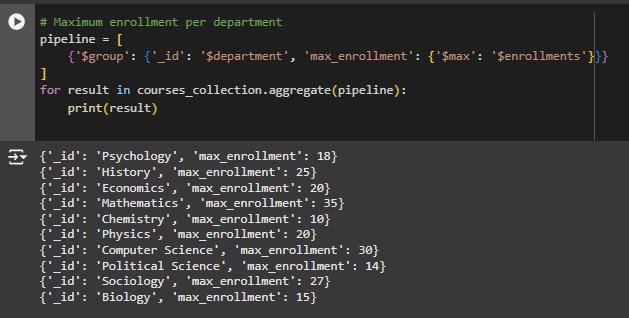 # Maximum enrollment per department
pipeline = [
    {'$group': {'_id': '$department', 'max_enrollment': {'$max': '$enrollments'}}}
]
for result in courses_collection.aggregate(pipeline):
    print(result)
{'_id': 'Psychology', 'max_enrollment': 18}
{'_id': 'History', 'max_enrollment': 25}
{'_id': 'Economics', 'max_enrollment': 20}
{'_id': 'Mathematics', 'max_enrollment': 35}
{'_id': 'Chemistry', 'max_enrollment': 10}
{'_id': 'Physics', 'max_enrollment': 20}
{'_id': 'Computer Science', 'max_enrollment': 30}
{'_id': 'Political Science', 'max_enrollment': 14}
{'_id': 'Sociology', 'max_enrollment': 27}
{'_id': 'Biology', 'max_enrollment': 15}